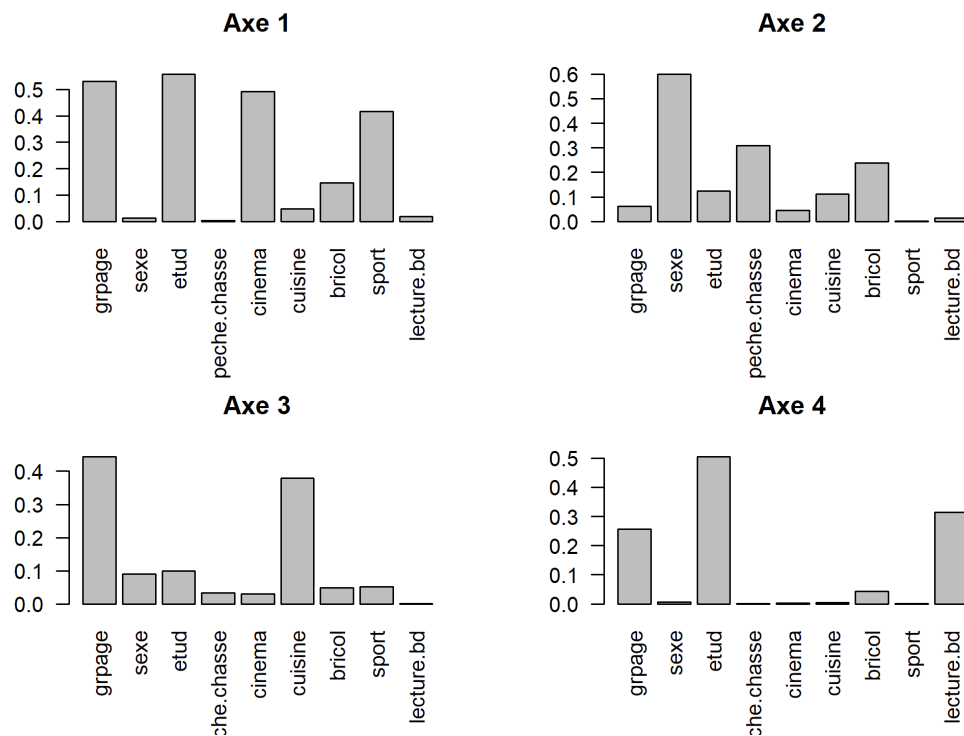 Axe 1
0.5
0.4
0.3
0.2
0.1
0.0
grpage
sexe
etud
peche.chasse
cinema
cuisine
bricol
sport
lecture.bd
Axe 2
0.6
0.5
0.4
0.3
0.2
0.1
0.0
grpage
sexe
etud
peche.chasse
cinema
cuisine
bricol
sport
lecture.bd
Axe 3
0.4
0.3
0.2
0.1
0.0
grpage
sexe
etud
che.chasse
cinema
cuisine
bricol
sport
lecture.bd
Axe 4
0.5
0.4
0.3
0.2
0.1
0.0
grpage
sexe
etud
che.chasse
cinema
cuisine
bricol
sport
lecture.bd